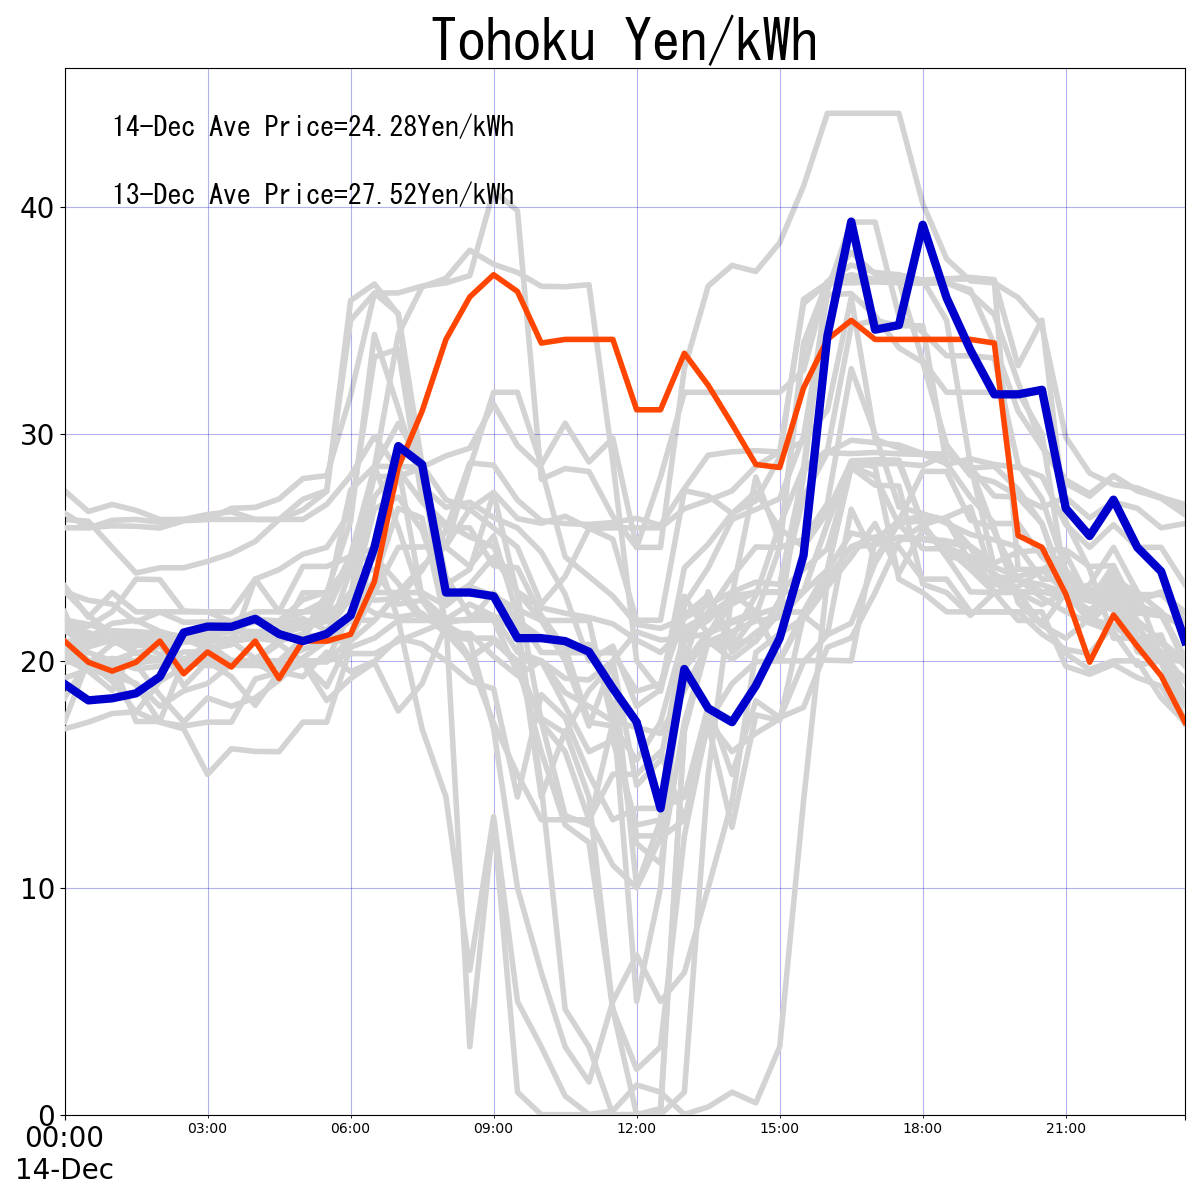 Tohoku Yen/kWh
14-Dec Ave Price=24.28Yen/kWh
13-Dec Ave Price=27.52Yen/kWh
40
30
20
10
0
00:00 03:00 06:00 09:00 12:00 15:00 18:00 21:00
14-Dec